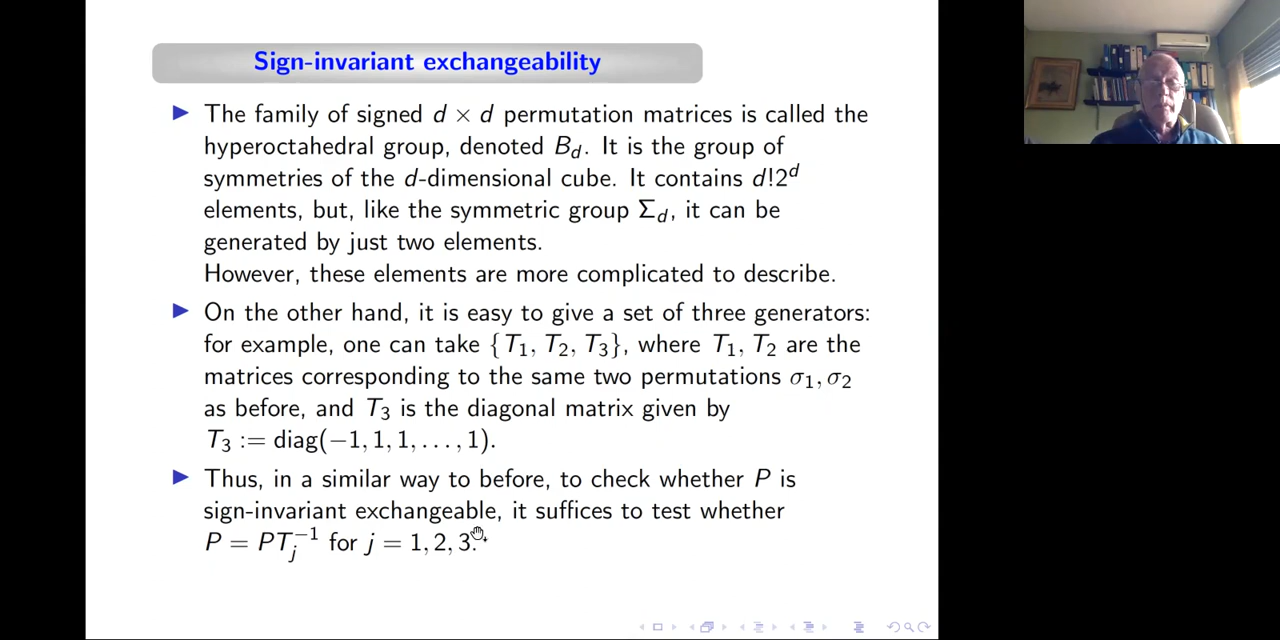 Sign-invariant exchangeability
▶ The family of signed d × d permutation matrices is called the
hyperoctahedral group, denoted B_d. It is the group of
symmetries of the d-dimensional cube. It contains d!2^d
elements, but, like the symmetric group Σ_d, it can be
generated by just two elements.
However, these elements are more complicated to describe.
▶ On the other hand, it is easy to give a set of three generators:
for example, one can take {T_1, T_2, T_3}, where T_1, T_2 are the
matrices corresponding to the same two permutations σ_1, σ_2
as before, and T_3 is the diagonal matrix given by
T_3 := diag(−1, 1, 1, . . . , 1).
▶ Thus, in a similar way to before, to check whether P is
sign-invariant exchangeable, it suffices to test whether
P = PT_j^{−1} for j = 1, 2, 3.